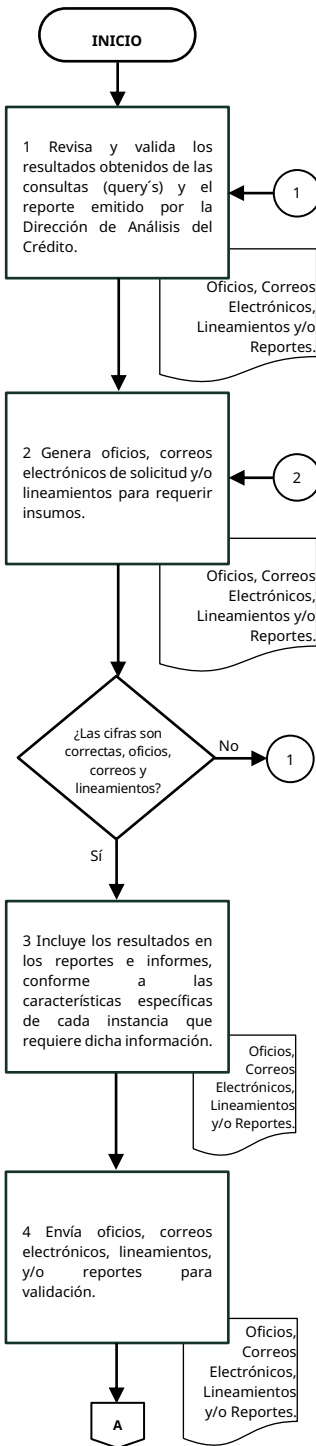 INICIO
1 Revisa y valida los
resultados obtenidos de las
consultas (query´s) y el
reporte emitido por la
Dirección de Análisis del
Crédito.
1
Oficios, Correos
Electrónicos,
Lineamientos y/o
Reportes.
2 Genera oficios, correos
electrónicos de solicitud y/o
lineamientos para requerir
insumos.
2
Oficios, Correos
Electrónicos,
Lineamientos y/o
Reportes.
¿Las cifras son
correctas, oficios,
correos y
lineamientos?
No
1
Sí
3 Incluye los resultados en
los reportes e informes,
conforme a las
características específicas
de cada instancia que
requiere dicha información.
Oficios,
Correos
Electrónicos,
Lineamientos
y/o Reportes.
4 Envía oficios, correos
electrónicos, lineamientos,
y/o reportes para
validación.
Oficios,
Correos
Electrónicos,
Lineamientos
y/o Reportes.
A